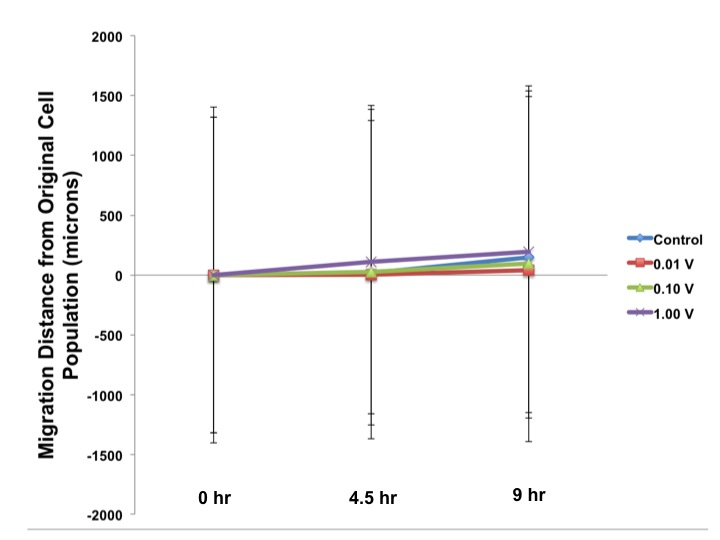 2000
1500
1000
500
0
-500
-1000
-1500
-2000
Migration Distance from Original Cell
Population (microns)
0 hr
4.5 hr
9 hr
Control
0.01 V
0.10 V
1.00 V